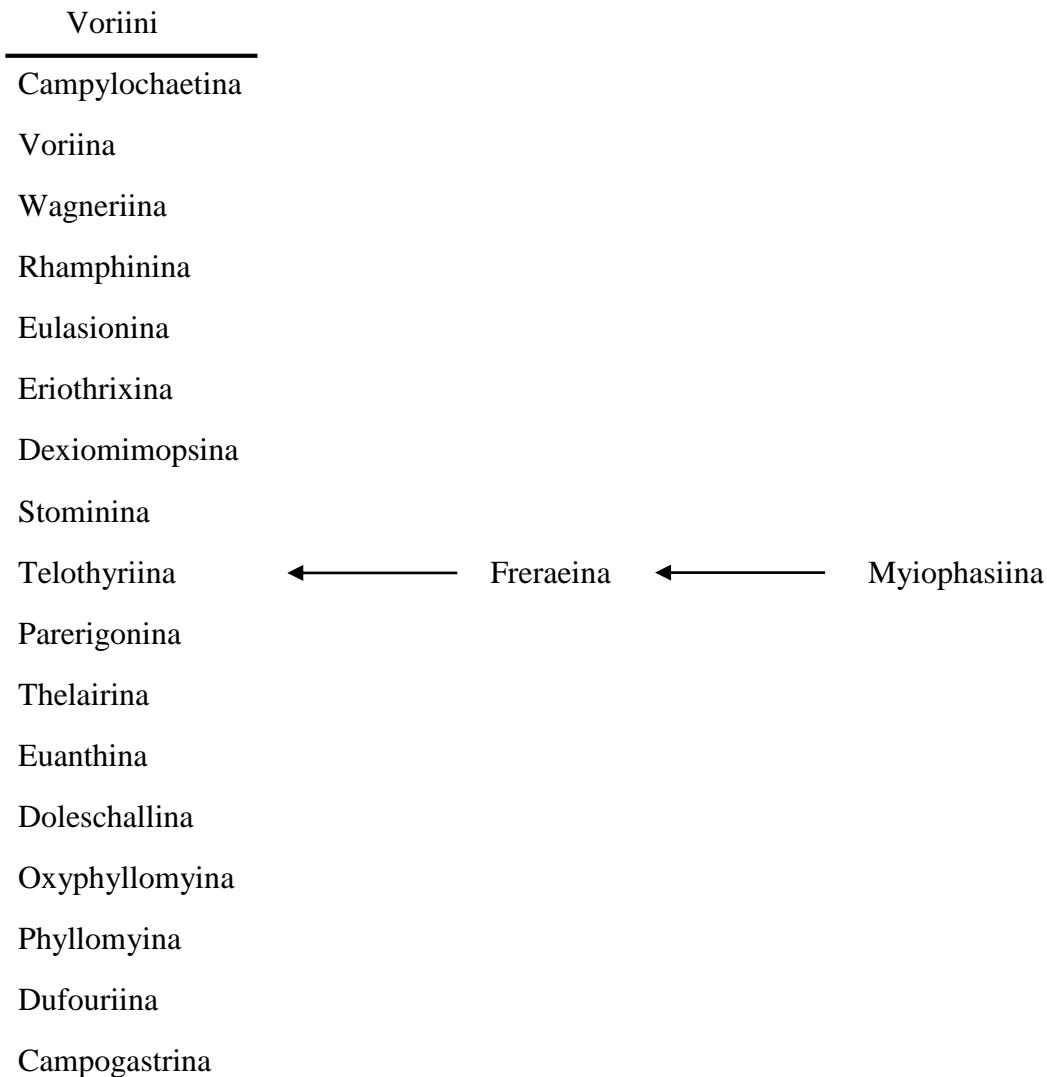 Voriini
Campylochaetina
Voriina
Wagneriina
Rhamphinina
Eulasionina
Eriothrixina
Dexiomimopsina
Stominina
Telothyriina Freraeina Myiophasiina
Parerigonina
Thelairina
Euanthina
Doleschallina
Oxyphyllomyina
Phyllomyina
Dufouriina
Campogastrina